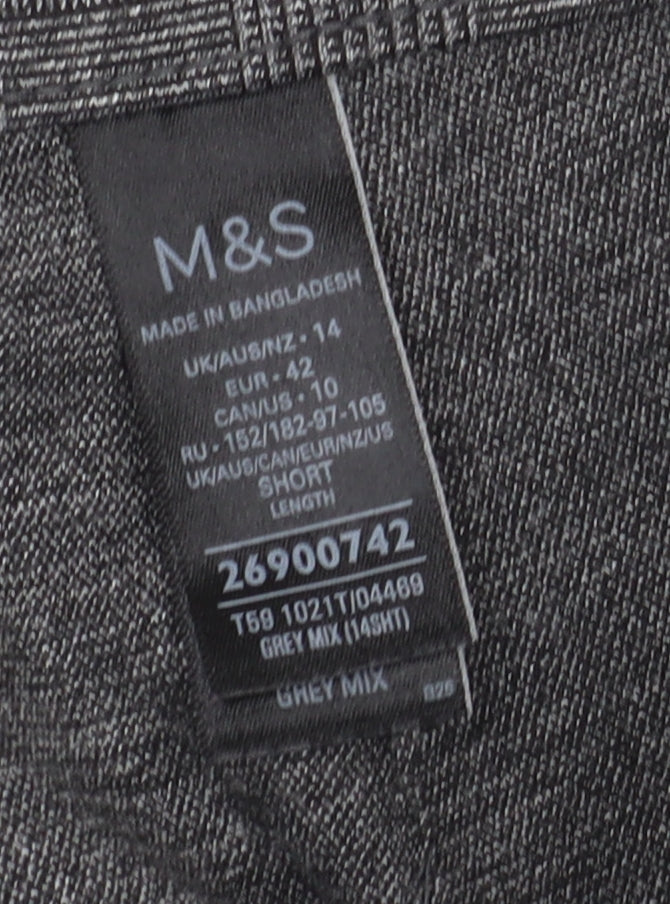 M&S
MADE IN BANGLADESH
UK/AUS/NZ • 14
EUR • 42
CAN/US • 10
RU • 152/182-97-105
UK/AUS/CAN/EUR/NZ/US
SHORT
LENGTH
26900742
T59 1021T/04469
GREY MIX (14SHT)
GREY MIX